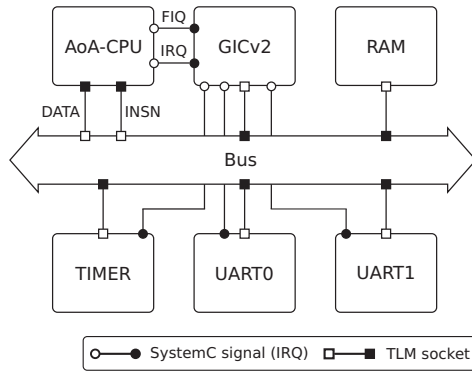 FIQ
AoA-CPU
GICv2
RAM
IRQ
DATA
INSN
Bus
TIMER
UART0
UART1
SystemC signal (IRQ)
TLM socket